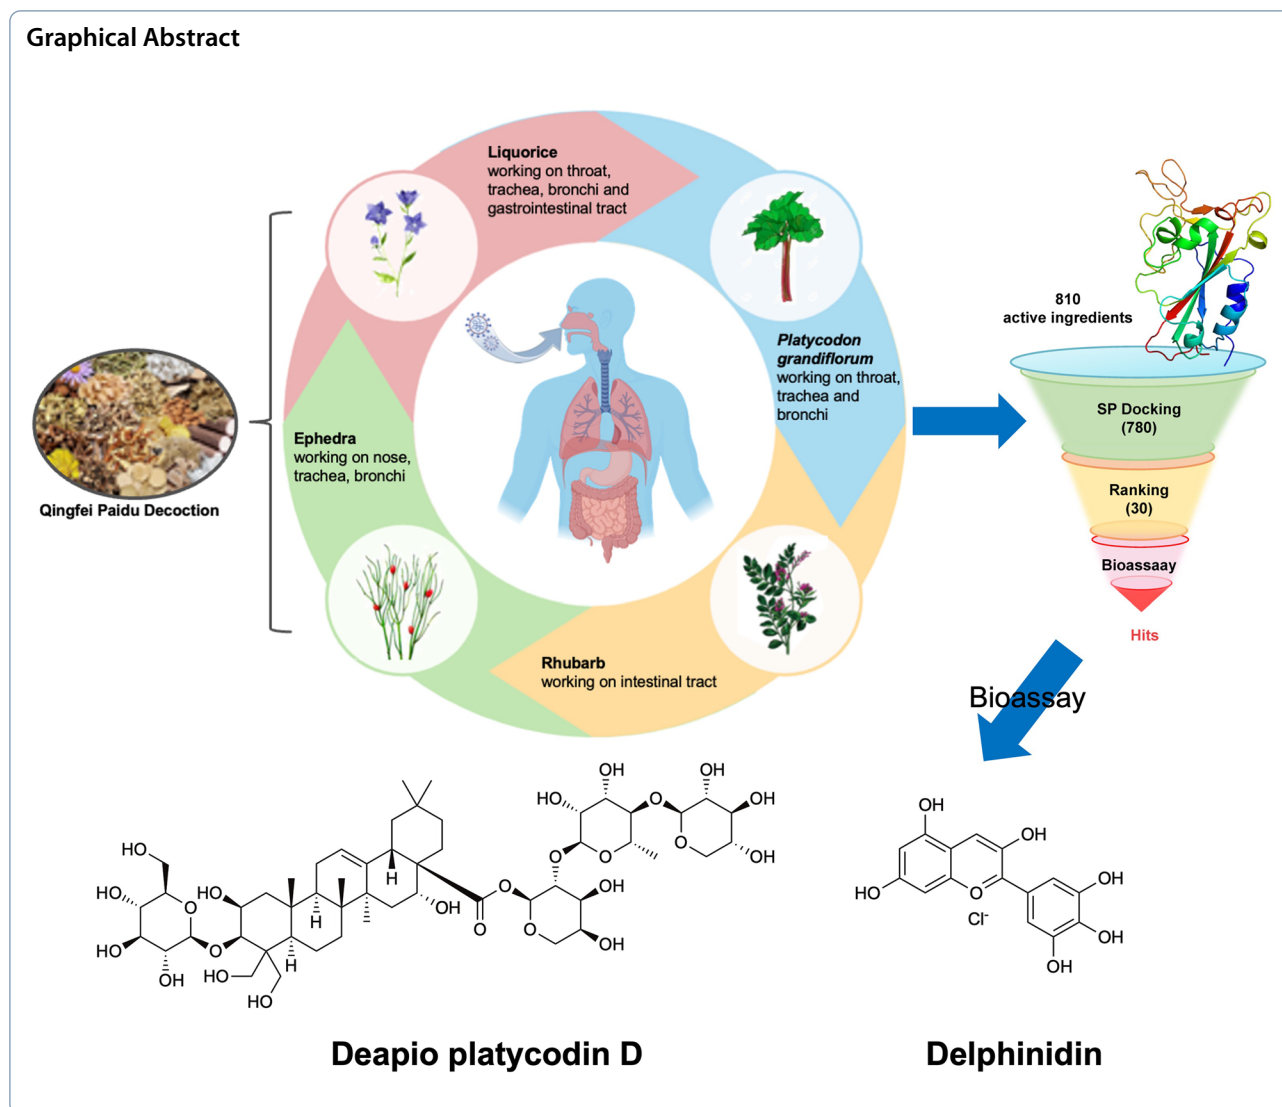 Graphical Abstract
Liquorice
working on throat,
trachea, bronchi and
gastrointestinal tract
Platycodon
grandiflorum
working on throat,
trachea and
bronchi
Ephedra
working on nose,
trachea, bronchi
Rhubarb
working on intestinal tract
Qingfei Paidu Decoction
810
active ingredients
SP Docking
(780)
Ranking
(30)
Bioassaay
Hits
Bioassay
HO
HO
HO
OH
O
O
HO
HO
HO
H
H
H
OH
O
O
O
O
OH
OH
O
OH
HO
O
O
OH
OH
OH
O
OH
OH
HO
O
Cl-
OH
OH
OH
Deapio platycodin D
Delphinidin